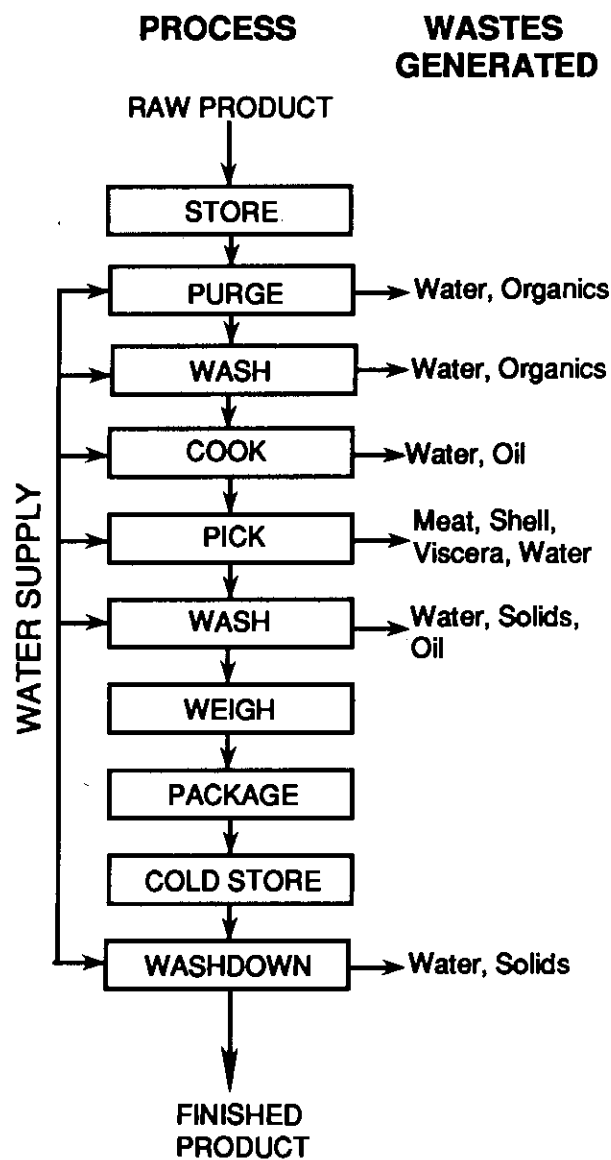 PROCESS
WASTES
GENERATED
RAW PRODUCT
STORE
PURGE
Water, Organics
WASH
Water, Organics
COOK
Water, Oil
PICK
Meat, Shell,
Viscera, Water
WASH
Water, Solids,
Oil
WEIGH
PACKAGE
COLD STORE
WASHDOWN
Water, Solids
WATER SUPPLY
FINISHED
PRODUCT